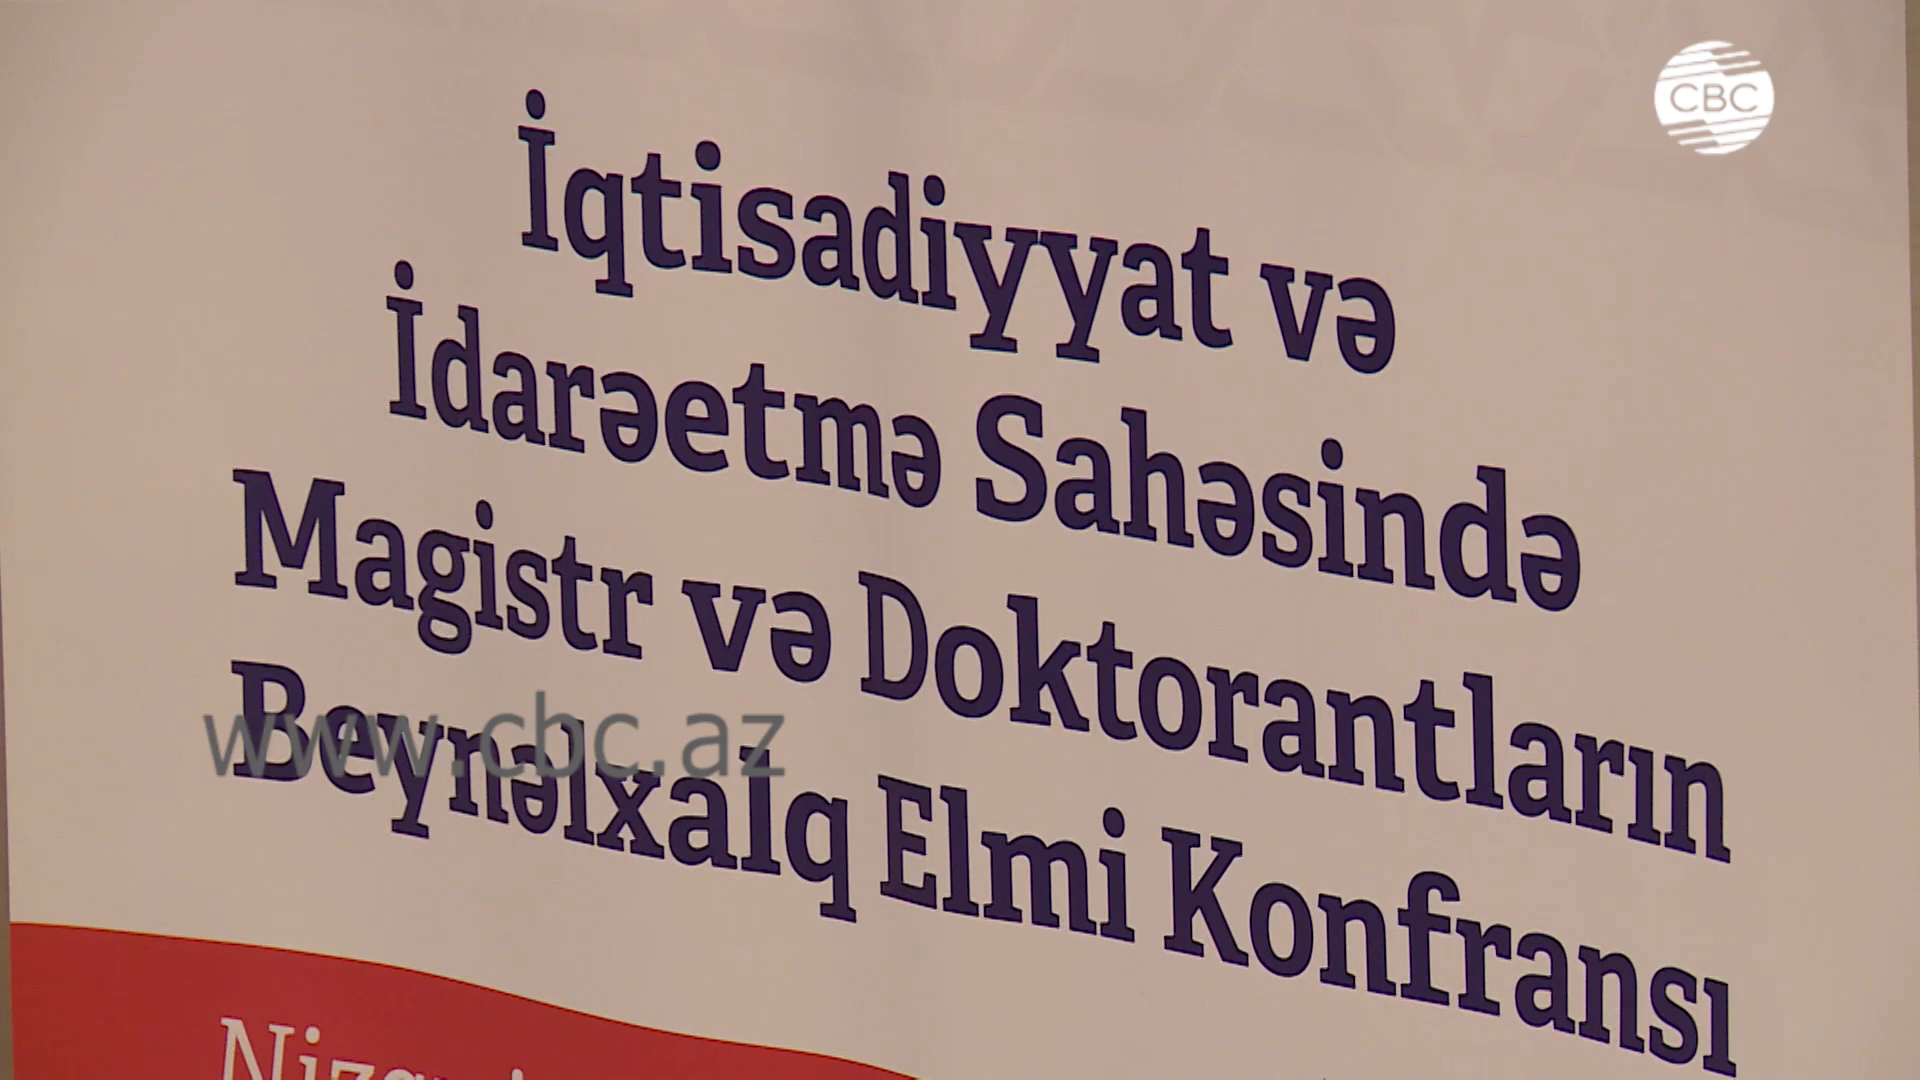 CBC
İqtisadiyyat və
İdarəetmə Sahəsində
Magistr və Doktorantların
Beynəlxalq Elmi Konfransı
www.cbc.az